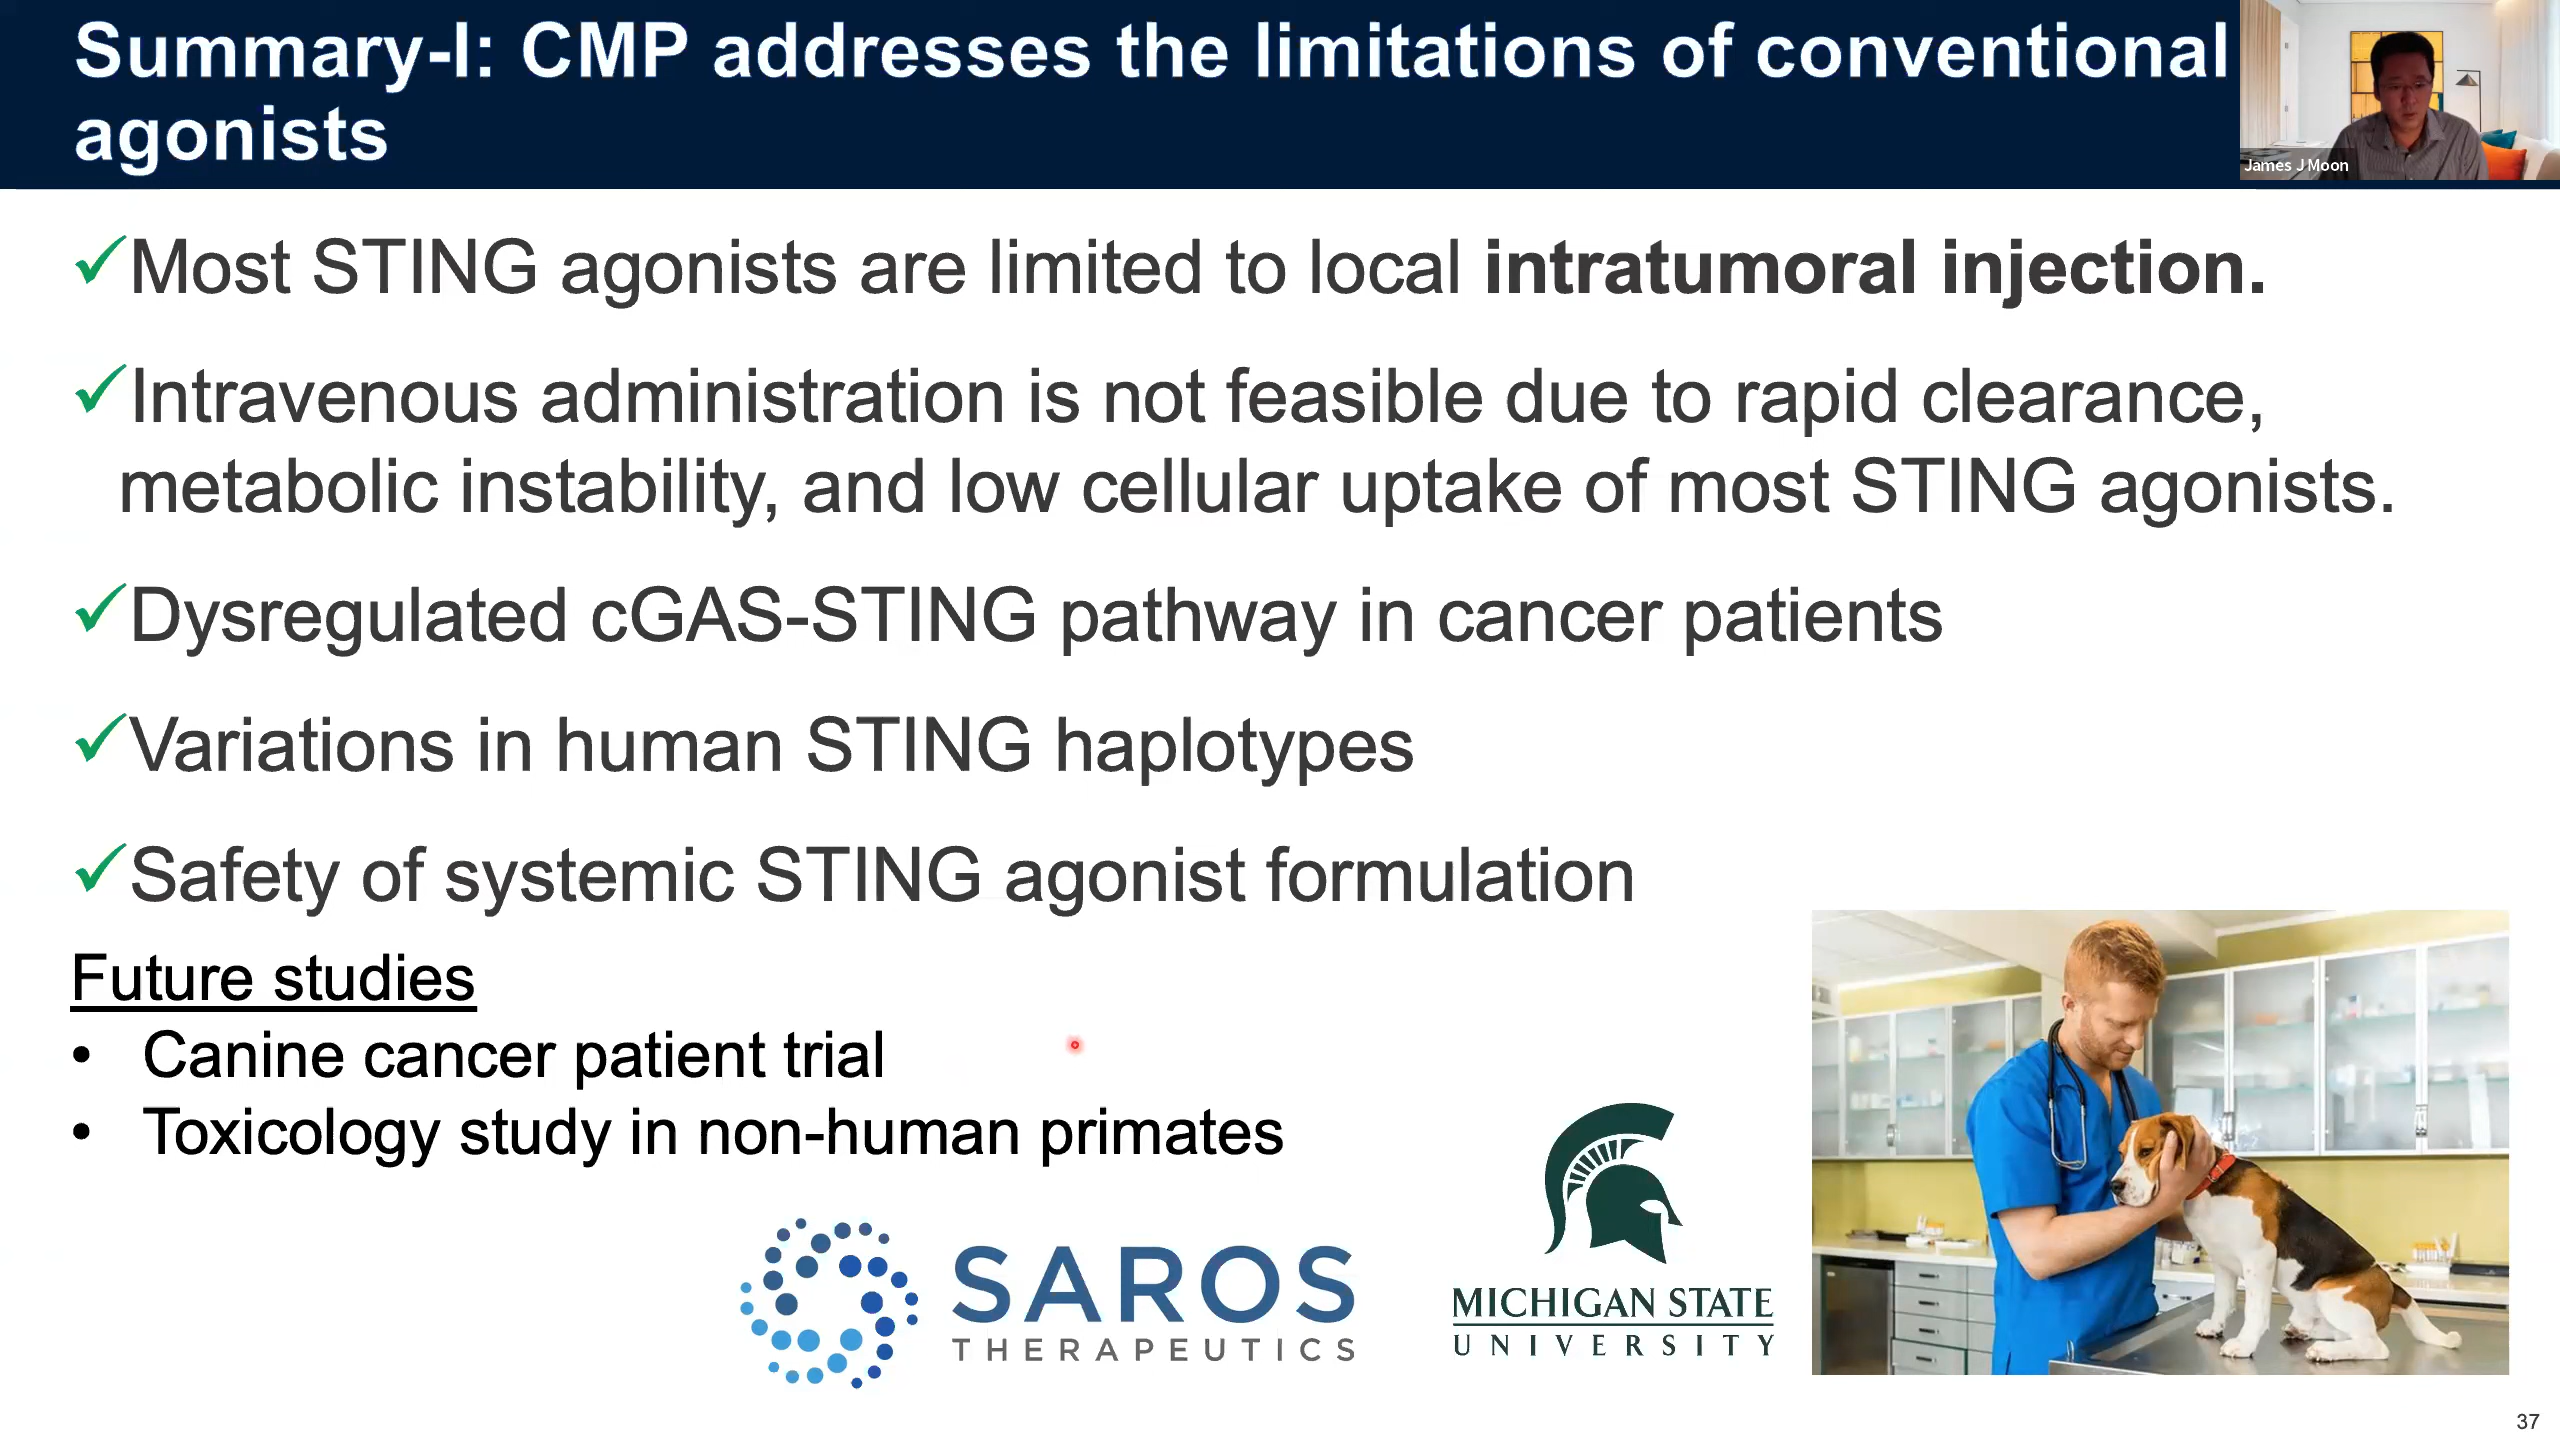 Summary-I: CMP addresses the limitations of conventional
agonists
James J Moon
✓Most STING agonists are limited to local intratumoral injection.
✓Intravenous administration is not feasible due to rapid clearance,
metabolic instability, and low cellular uptake of most STING agonists.
✓Dysregulated cGAS-STING pathway in cancer patients
✓Variations in human STING haplotypes
✓Safety of systemic STING agonist formulation
Future studies
• Canine cancer patient trial
• Toxicology study in non-human primates
SAROS
THERAPEUTICS
MICHIGAN STATE
UNIVERSITY
37